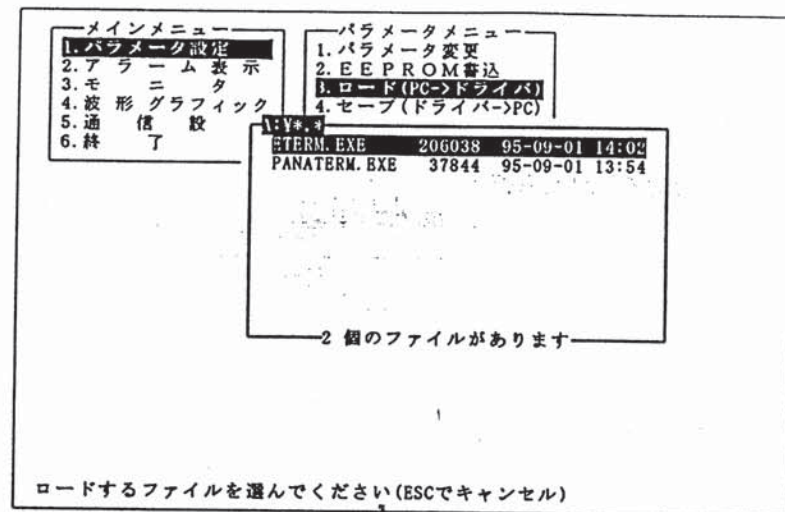 メインメニュー
1.パラメータ設定
2.アラーム表示
3.モニタ
4.波形グラフィック
5.通信設
6.終了
パラメータメニュー
1.パラメータ変更
2.EEPROM書込
3.ロード(PC->ドライバ)
4.セーブ(ドライバ->PC)
\:¥*.*
ETERM.EXE 206038 95-09-01 14:02
PANATERM.EXE 37844 95-09-01 13:54
2 個のファイルがあります
ロードするファイルを選んでください(ESCでキャンセル)